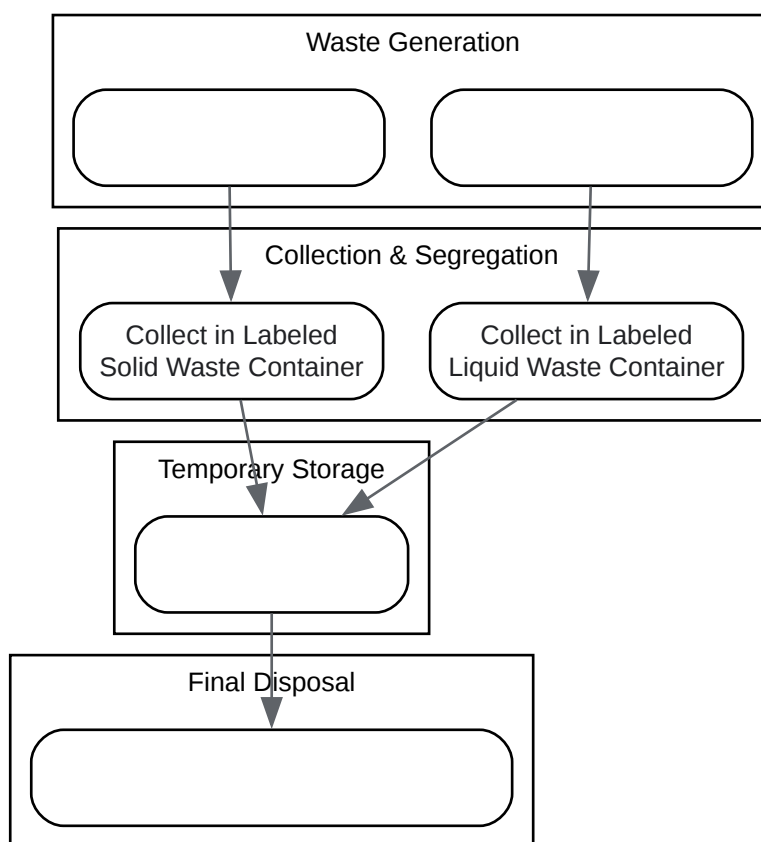 Waste Generation
Collection & Segregation
Collect in Labeled
Solid Waste Container
Collect in Labeled
Liquid Waste Container
Temporary Storage
Final Disposal